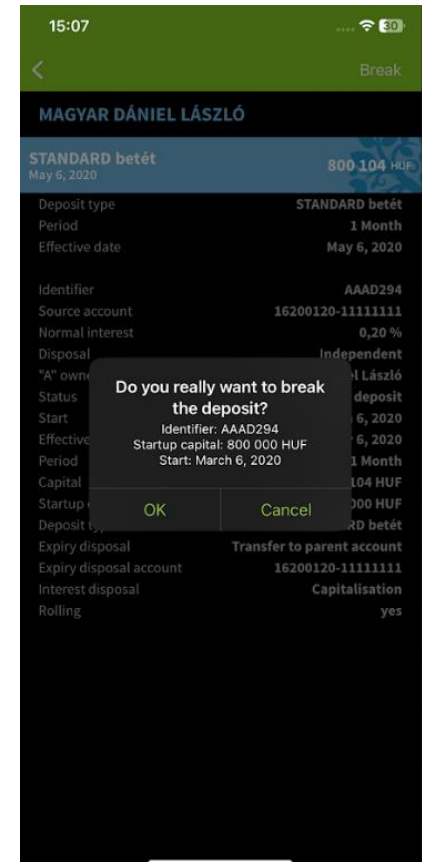 15:07
30
Break
MAGYAR DÁNIEL LÁSZLÓ
STANDARD betét
May 6, 2020
800 104 HUF
Deposit type STANDARD betét
Period 1 Month
Effective date May 6, 2020
Identifier AAAD294
Source account 16200120-11111111
Normal interest 0,20 %
Disposal Independent
"A" László
Status deposit
Start 6, 2020
Effective 6, 2020
Period 1 Month
Capital 104 HUF
Startup 000 HUF
Deposit betét
Expiry disposal Transfer to parent account
Expiry disposal account 16200120-11111111
Interest disposal Capitalisation
Rolling yes
Do you really want to break
the deposit?
Identifier: AAAD294
Startup capital: 800 000 HUF
Start: March 6, 2020
OK Cancel